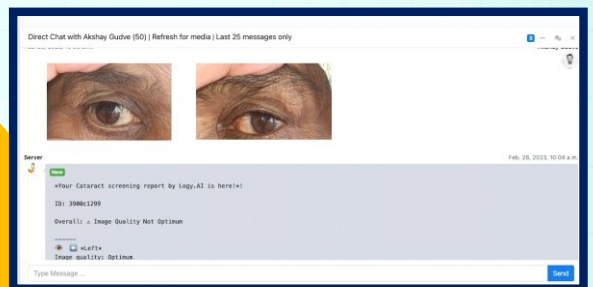 Direct Chat with Akshay Gudve (50) | Refresh for media | Last 25 messages only
3
Server
Feb. 26, 2023, 10:04 a.m.
New
*Your Cataract screening report by Logy.AI is here!*!
ID: 3900c1299
Overall: ⚠ Image Quality Not Optimum
*Left*
Image quality: Optimum
Type Message ...
Send